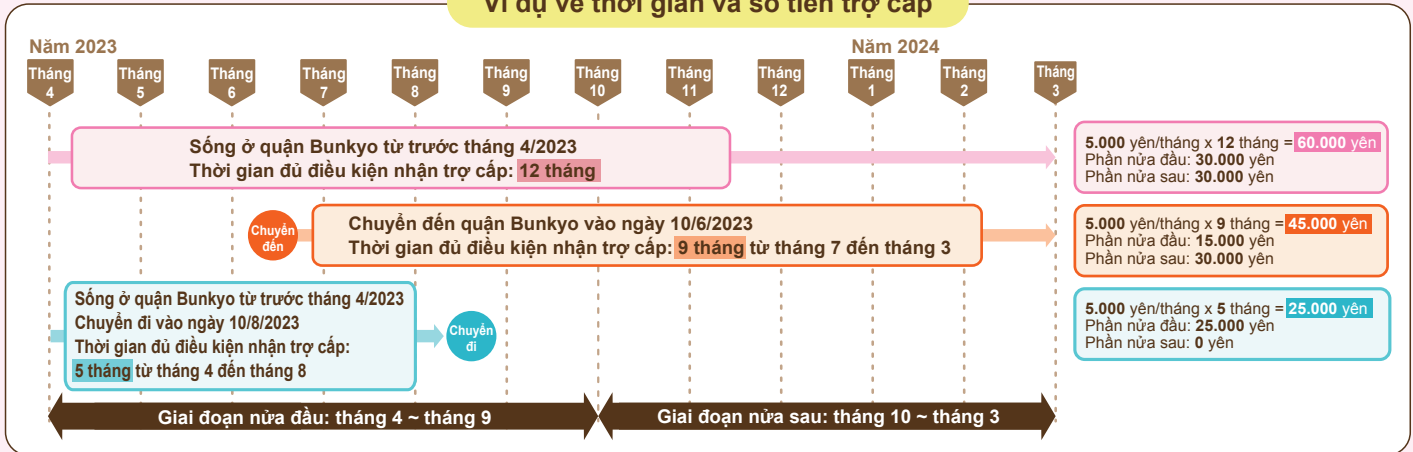 Ví dụ về thời gian và số tiền trợ cấp
Năm 2023
Năm 2024
Tháng 4
Tháng 5
Tháng 6
Tháng 7
Tháng 8
Tháng 9
Tháng 10
Tháng 11
Tháng 12
Tháng 1
Tháng 2
Tháng 3
Sống ở quận Bunkyo từ trước tháng 4/2023
Thời gian đủ điều kiện nhận trợ cấp: 12 tháng
5.000 yên/tháng x 12 tháng = 60.000 yên
Phần nửa đầu: 30.000 yên
Phần nửa sau: 30.000 yên
Chuyển
đến
Chuyển đến quận Bunkyo vào ngày 10/6/2023
Thời gian đủ điều kiện nhận trợ cấp: 9 tháng từ tháng 7 đến tháng 3
5.000 yên/tháng x 9 tháng = 45.000 yên
Phần nửa đầu: 15.000 yên
Phần nửa sau: 30.000 yên
Sống ở quận Bunkyo từ trước tháng 4/2023
Chuyển đi vào ngày 10/8/2023
Thời gian đủ điều kiện nhận trợ cấp:
5 tháng từ tháng 4 đến tháng 8
Chuyển
đi
5.000 yên/tháng x 5 tháng = 25.000 yên
Phần nửa đầu: 25.000 yên
Phần nửa sau: 0 yên
Giai đoạn nửa đầu: tháng 4 ~ tháng 9
Giai đoạn nửa sau: tháng 10 ~ tháng 3